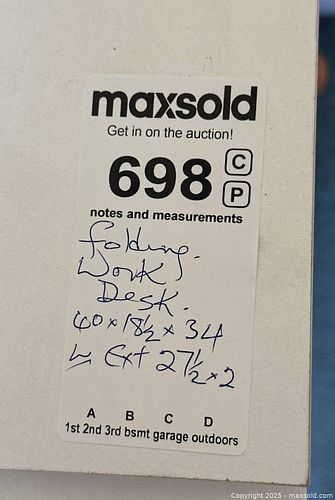 maxsold
Get in on the auction!
698 C
P
notes and measurements
folding.
Work
Desk.
40 x 18½ x 34
Ext 27½ x 2
A B C D
1st 2nd 3rd bsmt garage outdoors
Copyright 2025 - maxsold.com